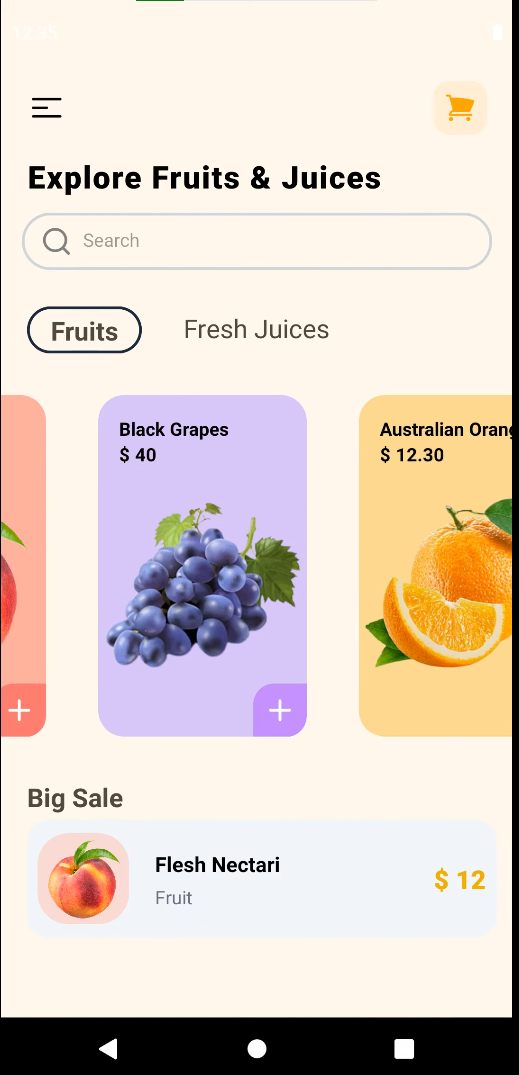 12:35
Explore Fruits & Juices
Search
Fruits
Fresh Juices
Black Grapes
$ 40
Australian Orang
$ 12.30
Big Sale
Flesh Nectari
Fruit
$ 12